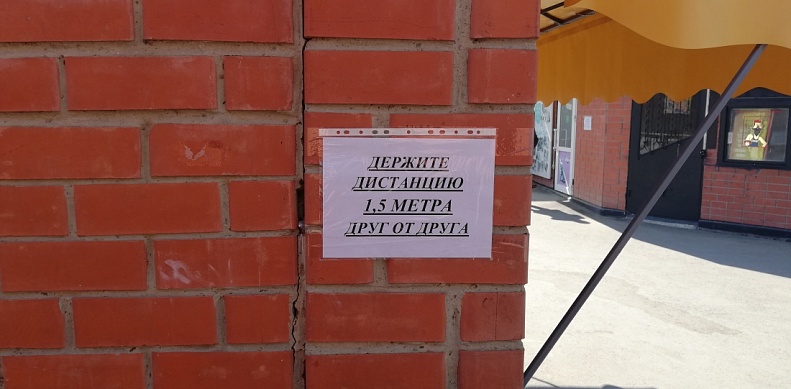 ДЕРЖИТЕ
ДИСТАНЦИЮ
1,5 МЕТРА
ДРУГ ОТ ДРУГА